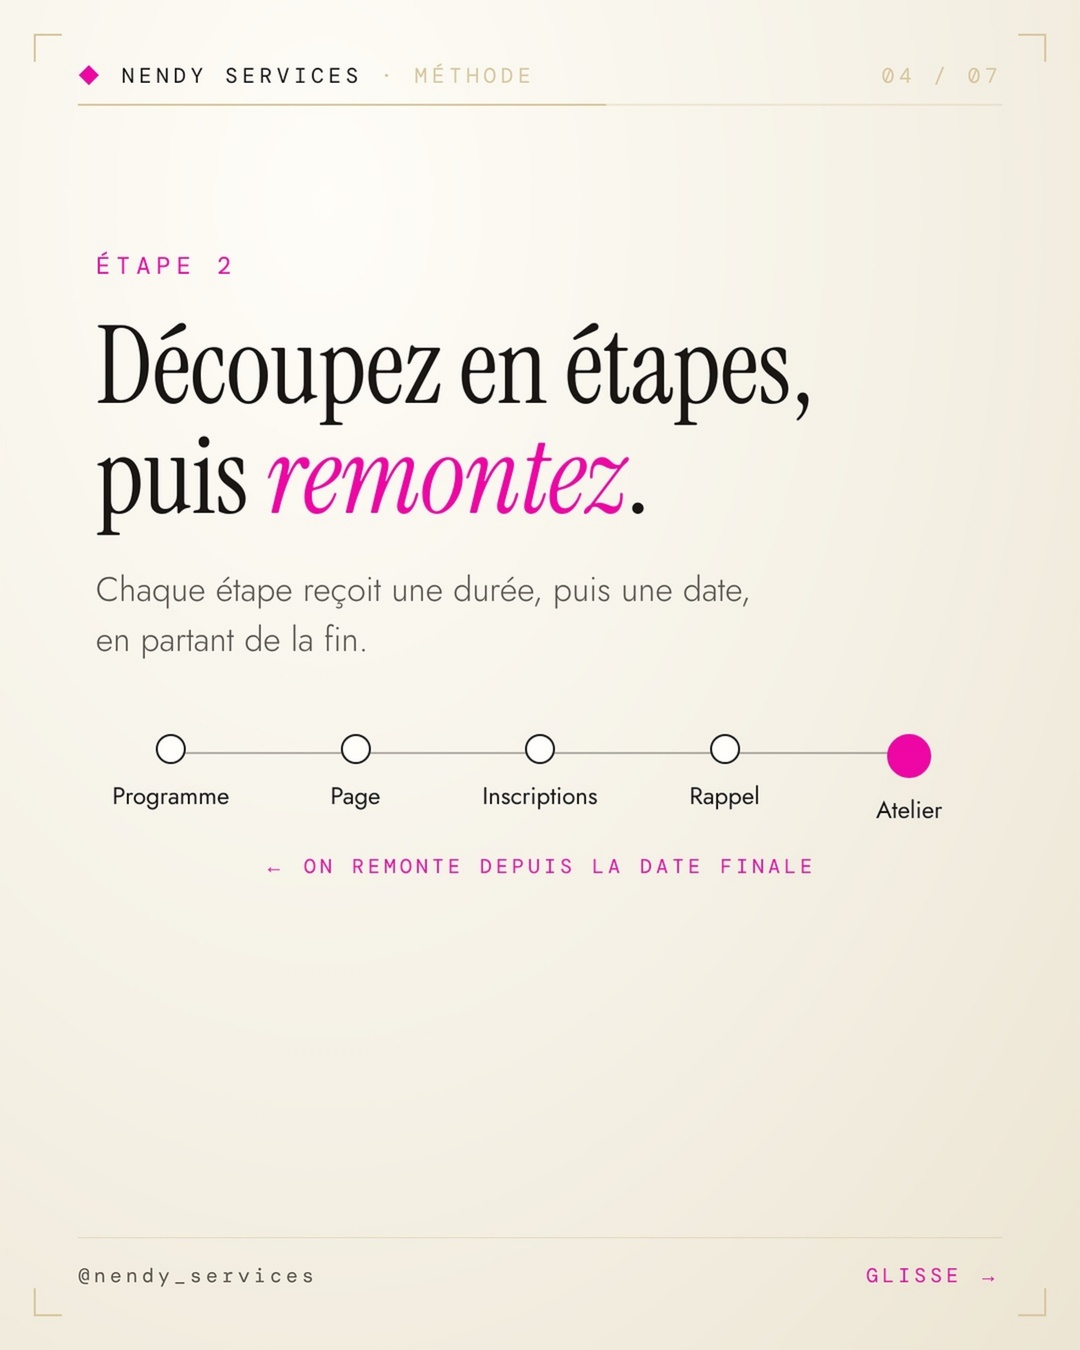 ◆ NENDY SERVICES · MÉTHODE 04 / 07
ÉTAPE 2
Découpez en étapes,
puis remontez.
Chaque étape reçoit une durée, puis une date,
en partant de la fin.
Programme Page Inscriptions Rappel Atelier
← ON REMONTE DEPUIS LA DATE FINALE
@nendy_services GLISSE →